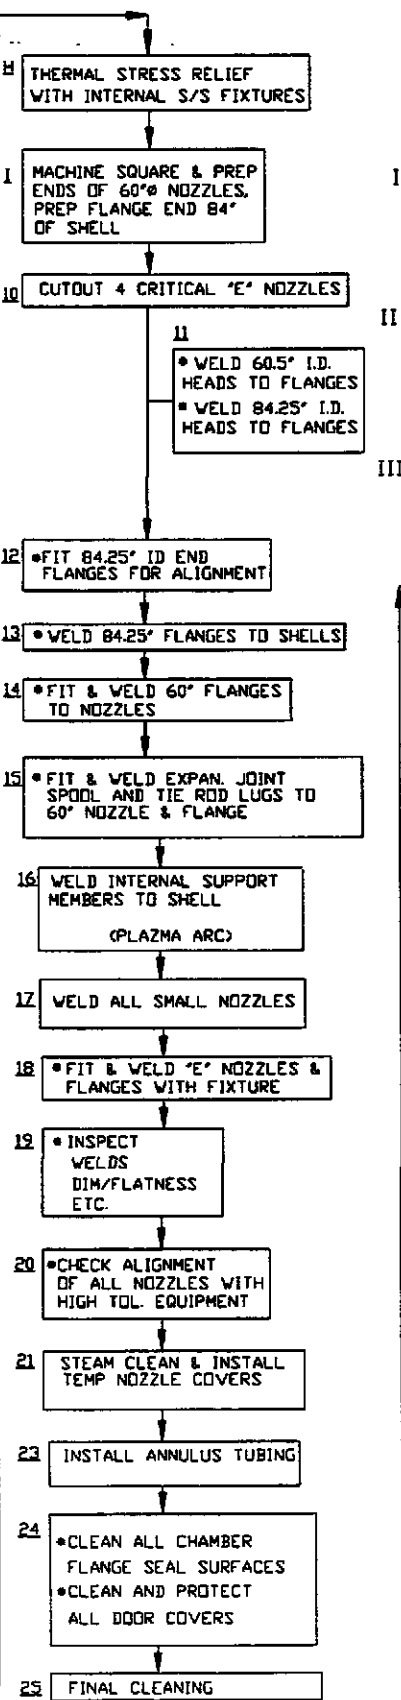 H
THERMAL STRESS RELIEF
WITH INTERNAL S/S FIXTURES
I
MACHINE SQUARE & PREP
ENDS OF 60"Ø NOZZLES,
PREP FLANGE END 84"
OF SHELL
I
10
CUTOUT 4 CRITICAL "E" NOZZLES
II
11
• WELD 60.5" I.D.
HEADS TO FLANGES
• WELD 84.25" I.D.
HEADS TO FLANGES
III
12
•FIT 84.25" ID END
FLANGES FOR ALIGNMENT
13
• WELD 84.25" FLANGES TO SHELLS
14
•FIT & WELD 60" FLANGES
TO NOZZLES
15
• FIT & WELD EXPAN. JOINT
SPOOL AND TIE ROD LUGS TO
60" NOZZLE & FLANGE
16
WELD INTERNAL SUPPORT
MEMBERS TO SHELL
(PLAZMA ARC)
17
WELD ALL SMALL NOZZLES
18
•FIT & WELD "E" NOZZLES &
FLANGES WITH FIXTURE
19
• INSPECT
WELDS
DIM/FLATNESS
ETC.
20
•CHECK ALIGNMENT
OF ALL NOZZLES WITH
HIGH TOL. EQUIPMENT
21
STEAM CLEAN & INSTALL
TEMP NOZZLE COVERS
23
INSTALL ANNULUS TUBING
24
•CLEAN ALL CHAMBER
FLANGE SEAL SURFACES
•CLEAN AND PROTECT
ALL DOOR COVERS
25
FINAL CLEANING